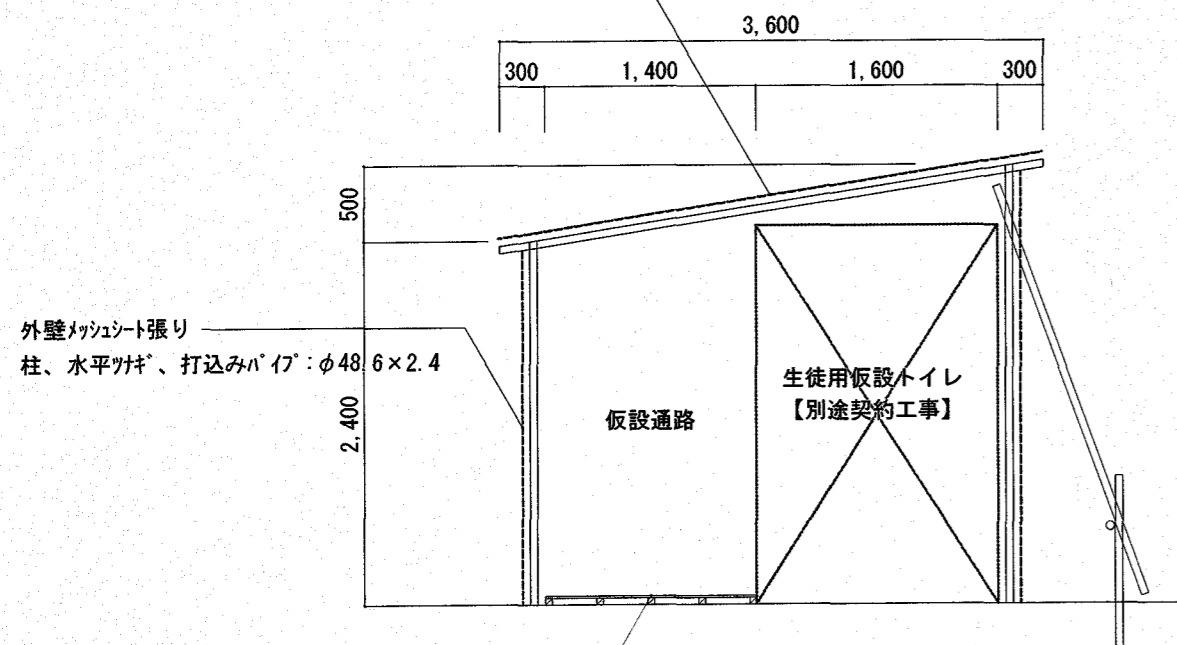 3,600
300 1,400 1,600 300
500
外壁ﾒｯｼｭｼｰﾄ張り
柱、水平ﾂﾅｷﾞ、打込みﾊﾟｲﾌﾟ：φ48.6×2.4
2,400
生徒用仮設トイレ
【別途契約工事】
仮設通路